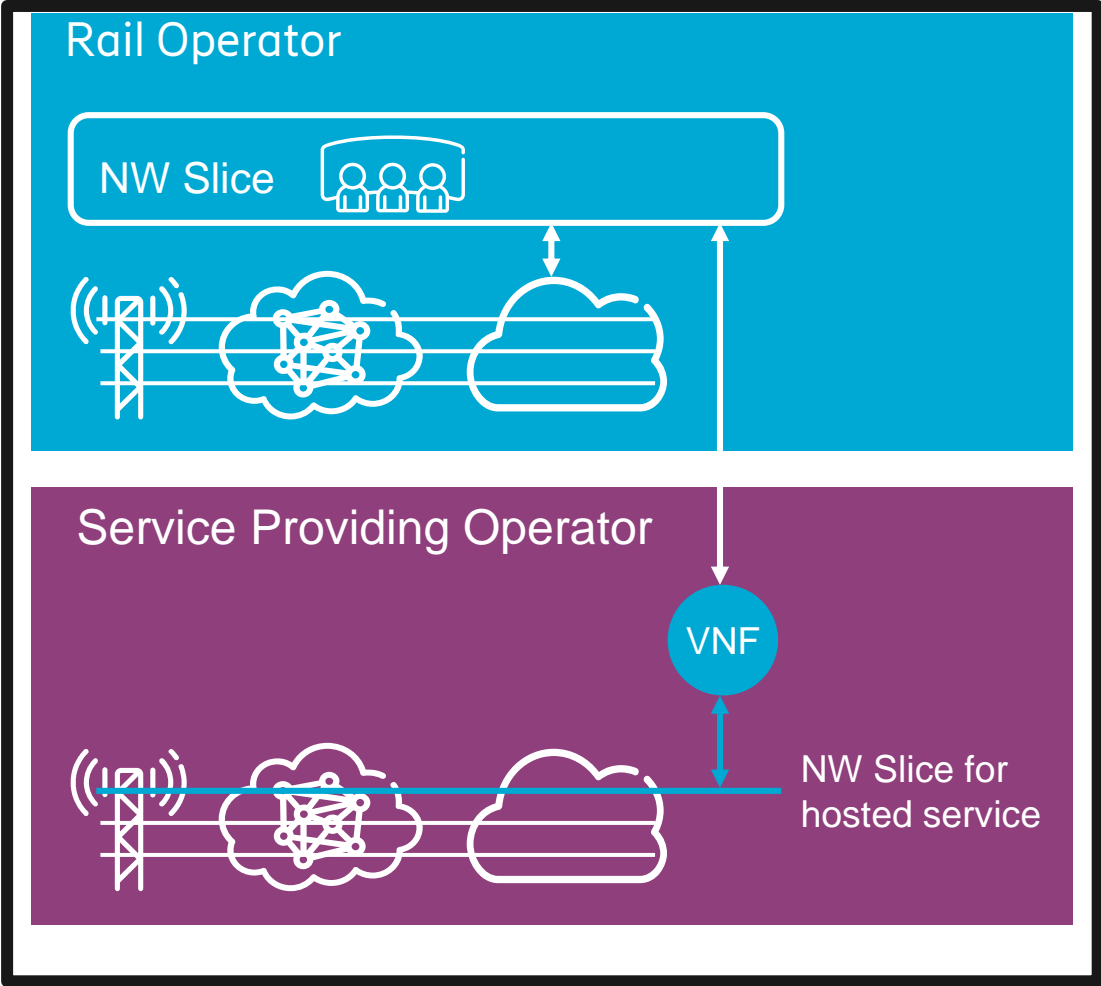 Rail Operator
NW Slice
Service Providing Operator
VNF
NW Slice for
hosted service